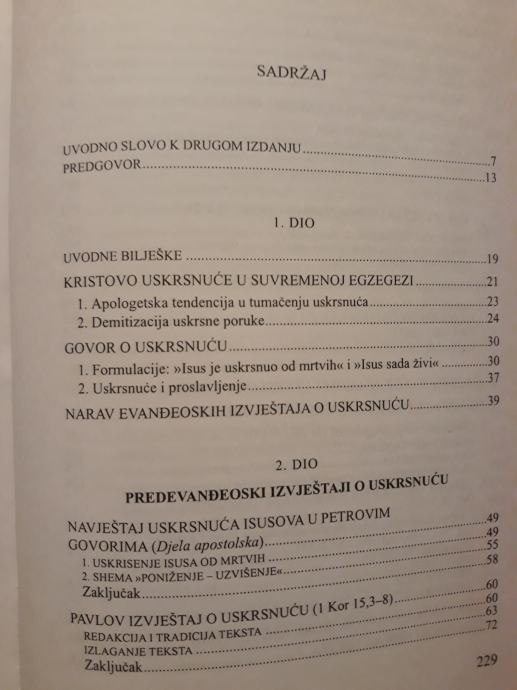 SADRŽAJ
UVODNO SLOVO K DRUGOM IZDANJU..........7
PREDGOVOR..........13
1. DIO
UVODNE BILJEŠKE..........19
KRISTOVO USKRSNUĆE U SUVREMENOJ EGZEGEZI..........21
1. Apologetska tendencija u tumačenju uskrsnuća..........23
2. Demitizacija uskrsne poruke..........24
GOVOR O USKRSNUĆU..........30
1. Formulacije: »Isus je uskrsnuo od mrtvih« i »Isus sada živi«..........30
2. Uskrsnuće i proslavljenje..........37
NARAV EVANĐEOSKIH IZVJEŠTAJA O USKRSNUĆU..........39
2. DIO
PREDEVANĐEOSKI IZVJEŠTAJI O USKRSNUĆU
NAVJEŠTAJ USKRSNUĆA ISUSOVA U PETROVIM
GOVORIMA (Djela apostolska)..........49
1. USKRISENJE ISUSA OD MRTVIH..........49
2. SHEMA »PONIŽENJE – UZVIŠENJE«..........55
Zaključak..........58
PAVLOV IZVJEŠTAJ O USKRSNUĆU (1 Kor 15,3–8)..........60
REDAKCIJA I TRADICIJA TEKSTA..........60
IZLAGANJE TEKSTA..........63
Zaključak..........72
229